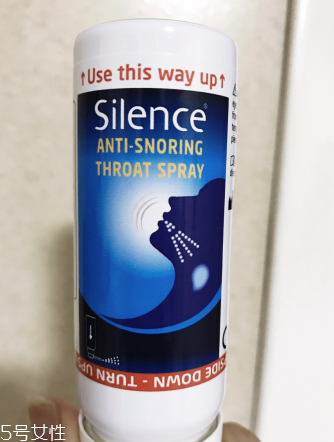 ↑Use this way up↑
Silence®
ANTI-SNORING
THROAT SPRAY
SIDE DOWN - TURN UP
5号女性